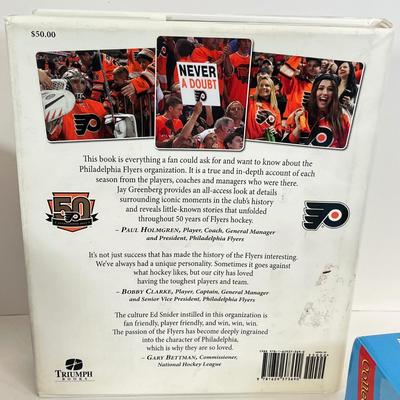 $50.00
NEVER
A DOUBT
This book is everything a fan could ask for and want to know about the
Philadelphia Flyers organization. It is a true and in-depth account of each
season from the players, coaches and managers who were there.
Jay Greenberg provides an all-access look at details
surrounding iconic moments in the club's history
and reveals little-known stories that unfolded
throughout 50 years of Flyers hockey.
50
– PAUL HOLMGREN, Player, Coach, General Manager
and President, Philadelphia Flyers
It's not just success that has made the history of the Flyers interesting.
We've always had a unique personality. Sometimes it goes against
what hockey likes, but our city has loved
having the toughest players and team.
– BOBBY CLARKE, Player, Captain, General Manager
and Senior Vice President, Philadelphia Flyers
The culture Ed Snider instilled in this organization is
fan friendly, player friendly, and win, win, win.
The passion of the Flyers has become deeply ingrained
into the character of Philadelphia,
which is why they are so loved.
– GARY BETTMAN, Commissioner,
National Hockey League
TRIUMPH
BOOKS